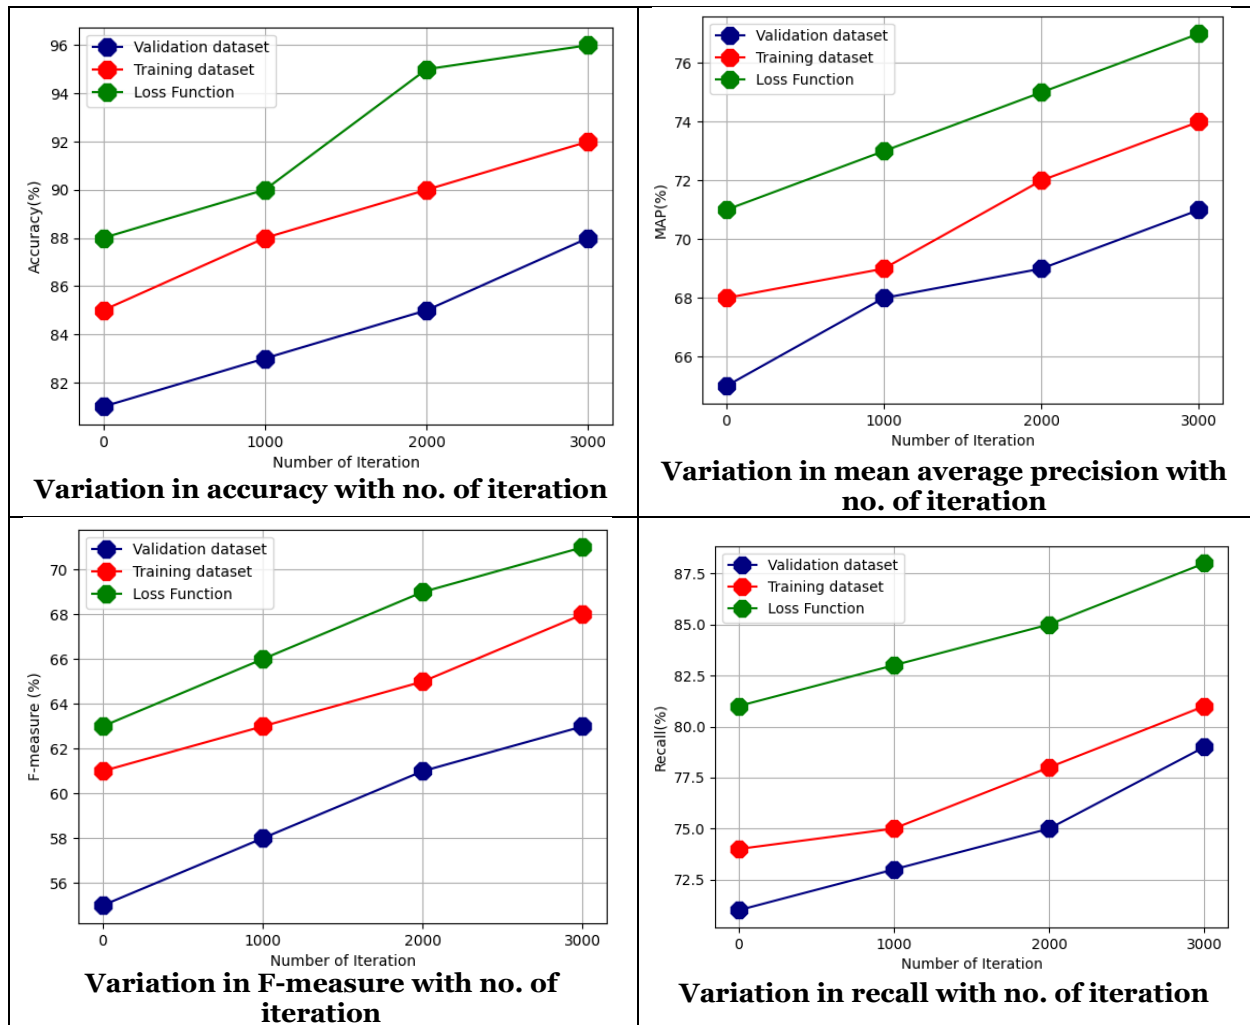 96
94
92
90
88
86
84
82
Accuracy(%)
Validation dataset
Training dataset
Loss Function
0 1000 2000 3000
Number of Iteration
Variation in accuracy with no. of iteration
76
74
72
70
68
66
MAP(%)
Validation dataset
Training dataset
Loss Function
0 1000 2000 3000
Number of Iteration
Variation in mean average precision with
no. of iteration
70
68
66
64
62
60
58
56
F-measure (%)
Validation dataset
Training dataset
Loss Function
0 1000 2000 3000
Number of Iteration
Variation in F-measure with no. of
iteration
87.5
85.0
82.5
80.0
77.5
75.0
72.5
Recall(%)
Validation dataset
Training dataset
Loss Function
0 1000 2000 3000
Number of Iteration
Variation in recall with no. of iteration